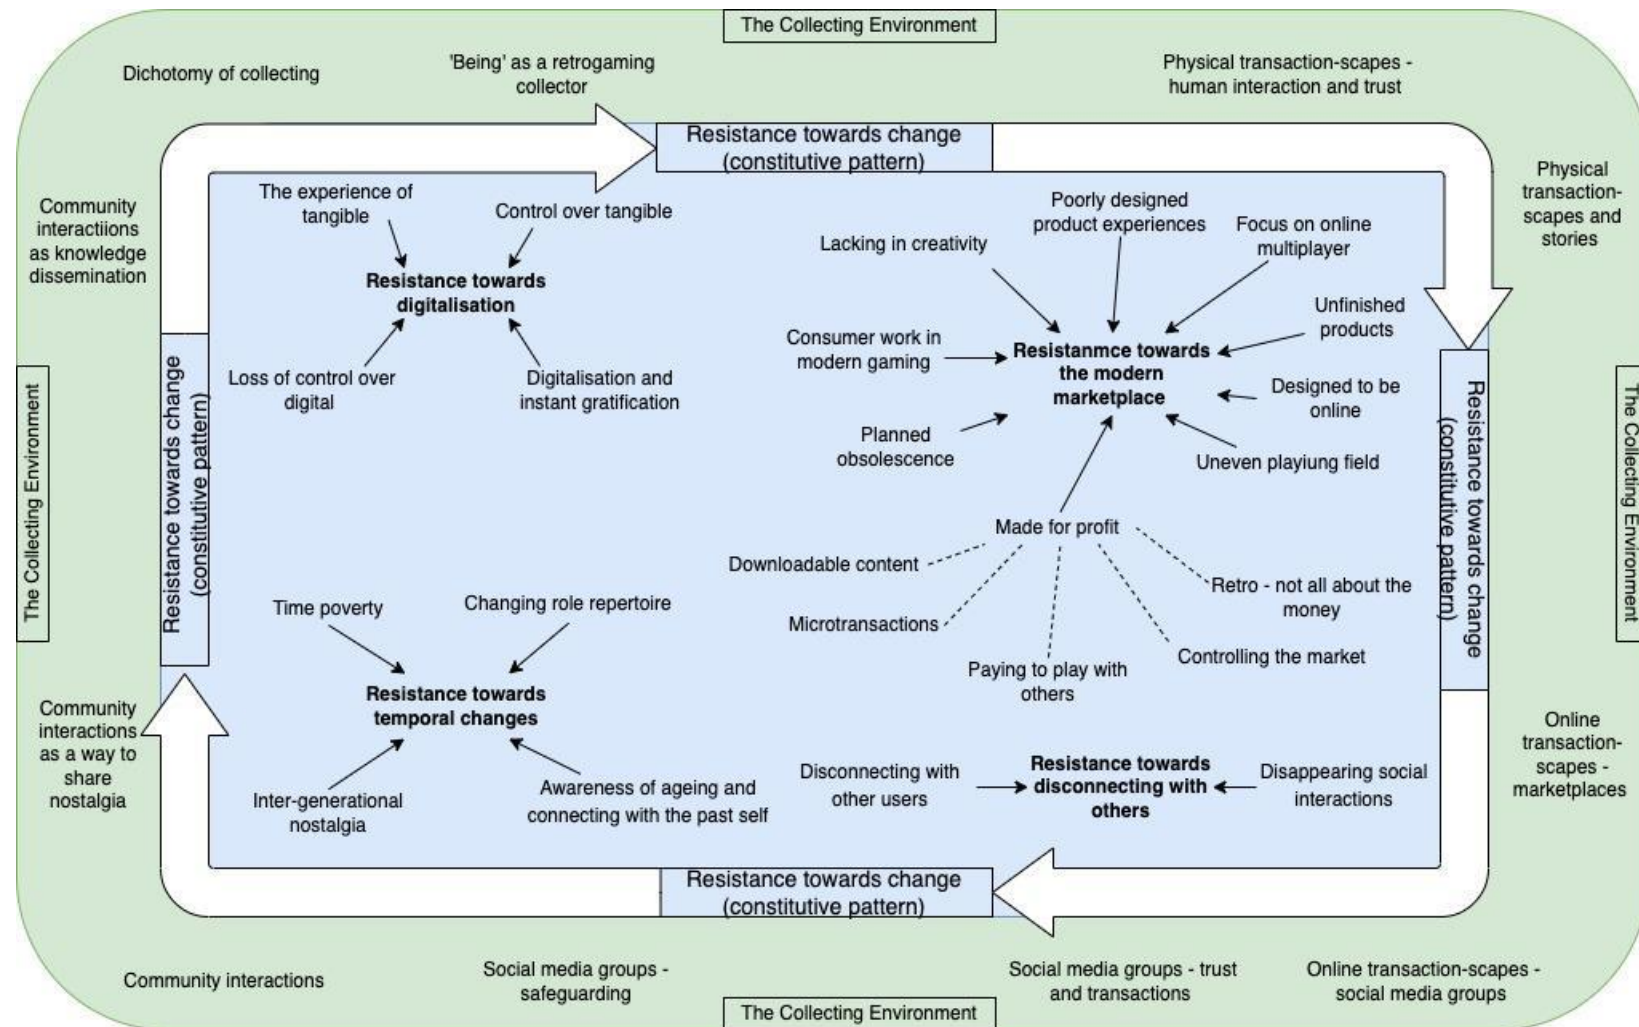 The Collecting Environment
Dichotomy of collecting
'Being' as a retrogaming
collector
Physical transaction-scapes -
human interaction and trust
Resistance towards change
(constitutive pattern)
Community
interactiions
as knowledge
dissemination
Physical
transaction-
scapes and
stories
The experience of
tangible
Control over tangible
Resistance towards
digitalisation
Loss of control over
digital
Digitalisation and
instant gratification
Lacking in creativity
Poorly designed
product experiences
Focus on online
multiplayer
Unfinished
products
Consumer work in
modern gaming
Resistanmce towards
the modern
marketplace
Designed to be
online
Planned
obsolescence
Uneven playiung field
Made for profit
Downloadable content
Microtransactions
Paying to play with
others
Controlling the market
Retro - not all about the
money
The Collecting Environment
Resistance towards change
(constitutive pattern)
Resistance towards change
(constitutive pattern)
The Collecting Environment
Time poverty
Changing role repertoire
Resistance towards
temporal changes
Inter-generational
nostalgia
Awareness of ageing and
connecting with the past self
Disconnecting with
other users
Resistance towards
disconnecting with
others
Disappearing social
interactions
Community
interactions
as a way to
share
nostalgia
Online
transaction-
scapes -
marketplaces
Resistance towards change
(constitutive pattern)
Community interactions
Social media groups -
safeguarding
Social media groups - trust
and transactions
Online transaction-scapes -
social media groups
The Collecting Environment